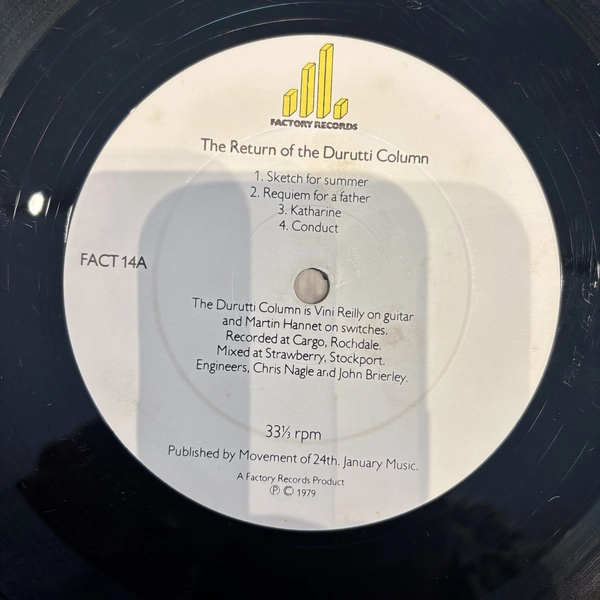 FACTORY RECORDS
The Return of the Durutti Column
1. Sketch for summer
2. Requiem for a father
3. Katharine
4. Conduct
FACT 14A
The Durutti Column is Vini Reilly on guitar
and Martin Hannet on switches.
Recorded at Cargo, Rochdale.
Mixed at Strawberry, Stockport.
Engineers, Chris Nagle and John Brierley.
33⅓ rpm
Published by Movement of 24th. January Music.
A Factory Records Product
Ⓟ © 1979